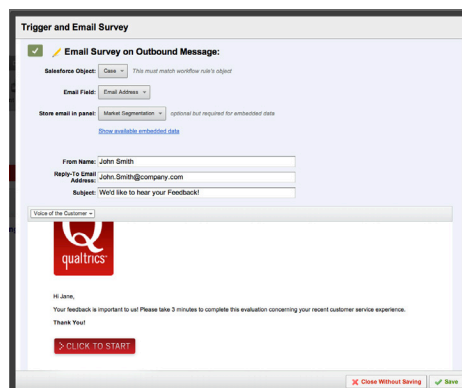 Trigger and Email Survey
Email Survey on Outbound Message:
Salesforce Object: Case This must match workflow rule's object
Email Field: Email Address
Store email in panel: Market Segmentation optional but required for embedded data
Show available embedded data
From Name: John Smith
Reply-To Email
Address: John.Smith@company.com
Subject: We'd like to hear your Feedback!
Voice of the Customer
Q
qualtrics
Hi Jane,
Your feedback is important to us! Please take 3 minutes to complete this evaluation concerning your recent customer service experience.
Thank You!
> CLICK TO START
Close Without Saving Save